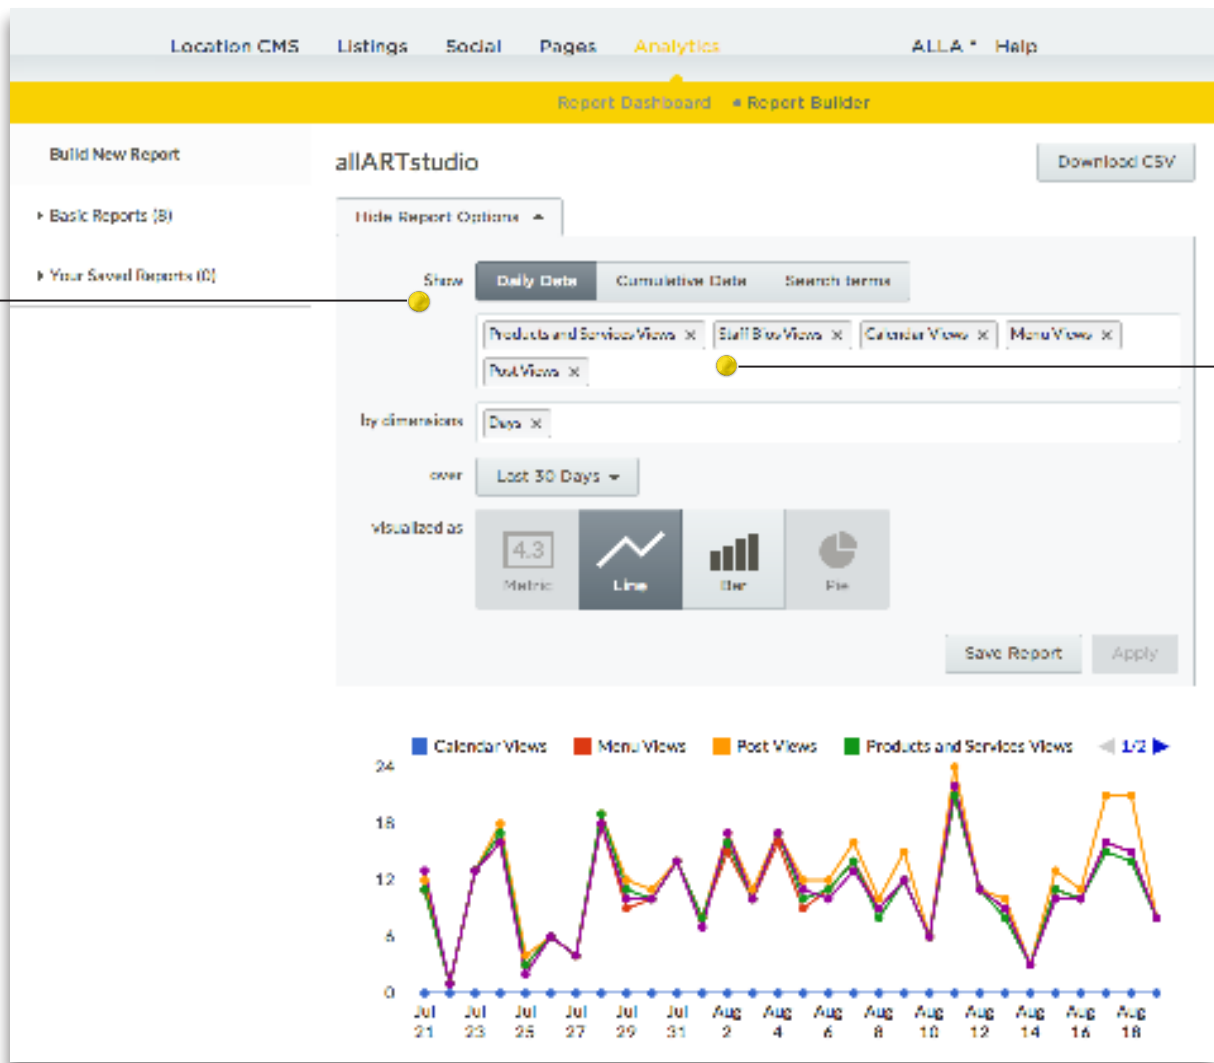 Location CMS Listings Social Pages Analytics ALLA Help
Report Dashboard Report Builder
Build New Report
allARTstudio
Download CSV
Basic Reports (8)
Hide Report Options
Your Saved Reports (0)
Show Daily Data Cumulative Data Search terms
Products and Services Views × Staff Bios Views × Calendar Views × Menu Views ×
Post Views ×
by dimensions Days ×
over Last 30 Days
visualized as
4.3
Metric Line Bar Pie
Save Report Apply
Calendar Views Menu Views Post Views Products and Services Views 1/2
24
18
12
6
0
Jul Jul Jul Jul Jul Jul Aug Aug Aug Aug Aug Aug Aug Aug Aug
21 23 25 27 29 31 2 4 6 8 10 12 14 16 18